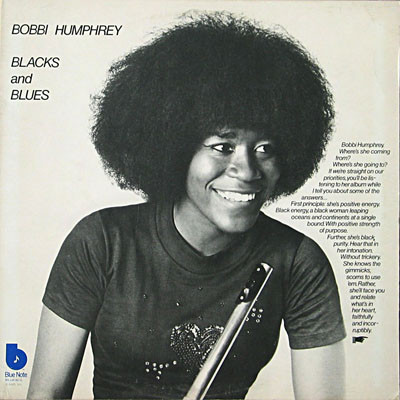 BOBBI HUMPHREY
BLACKS
and
BLUES
Bobbi Humphrey.
Where's she coming
from?
Where's she going to?
If we're straight on our
priorities, you'll be lis-
tening to her album while
I tell you about some of the
answers...
First principle: she's positive energy.
Black energy, a black woman leaping
oceans and continents at a single
bound. With positive strength
of purpose.
Further, she's black,
purity. Hear that in
her intonation.
Without trickery.
She knows the
gimmicks,
scorns to use
'em. Rather,
she'll face you
and relate
what's in
her heart,
faithfully
and incor-
ruptibly.
Blue Note